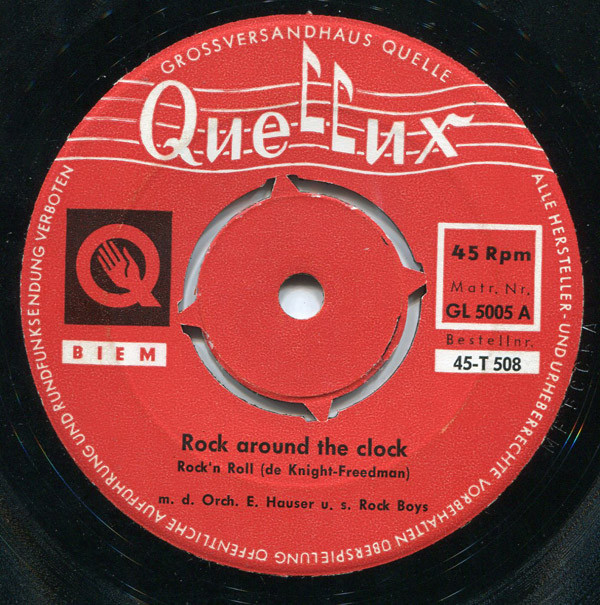 GROSSVERSANDHAUS QUELLE
Quellux
ALLE HERSTELLER- UND URHEBERRECHTE VORBEHALTEN ÜBERSPIELUNG ÖFFENTLICHE AUFFÜHRUNG UND RUNDFUNKSENDUNG VERBOTEN
Q
BIEM
45 Rpm
Matr. Nr.
GL 5005 A
Bestellnr.
45-T 508
Rock around the clock
Rock'n Roll (de Knight-Freedman)
m. d. Orch. E. Hauser u. s. Rock Boys